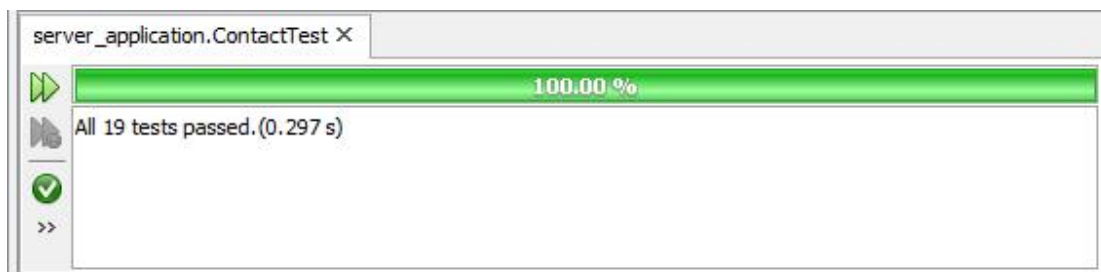 server_application.ContactTest
100.00 %
All 19 tests passed.(0.297 s)